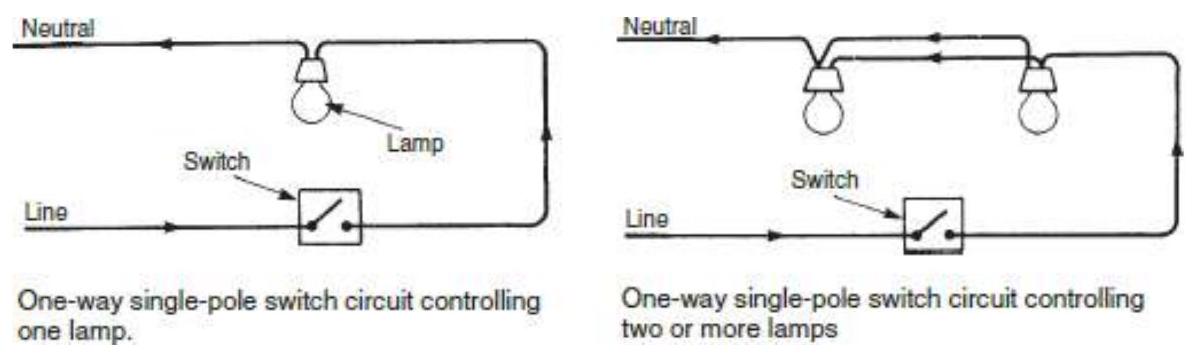 Neutral
Lamp
Switch
Line
One-way single-pole switch circuit controlling
one lamp.
Neutral
Switch
Line
One-way single-pole switch circuit controlling
two or more lamps